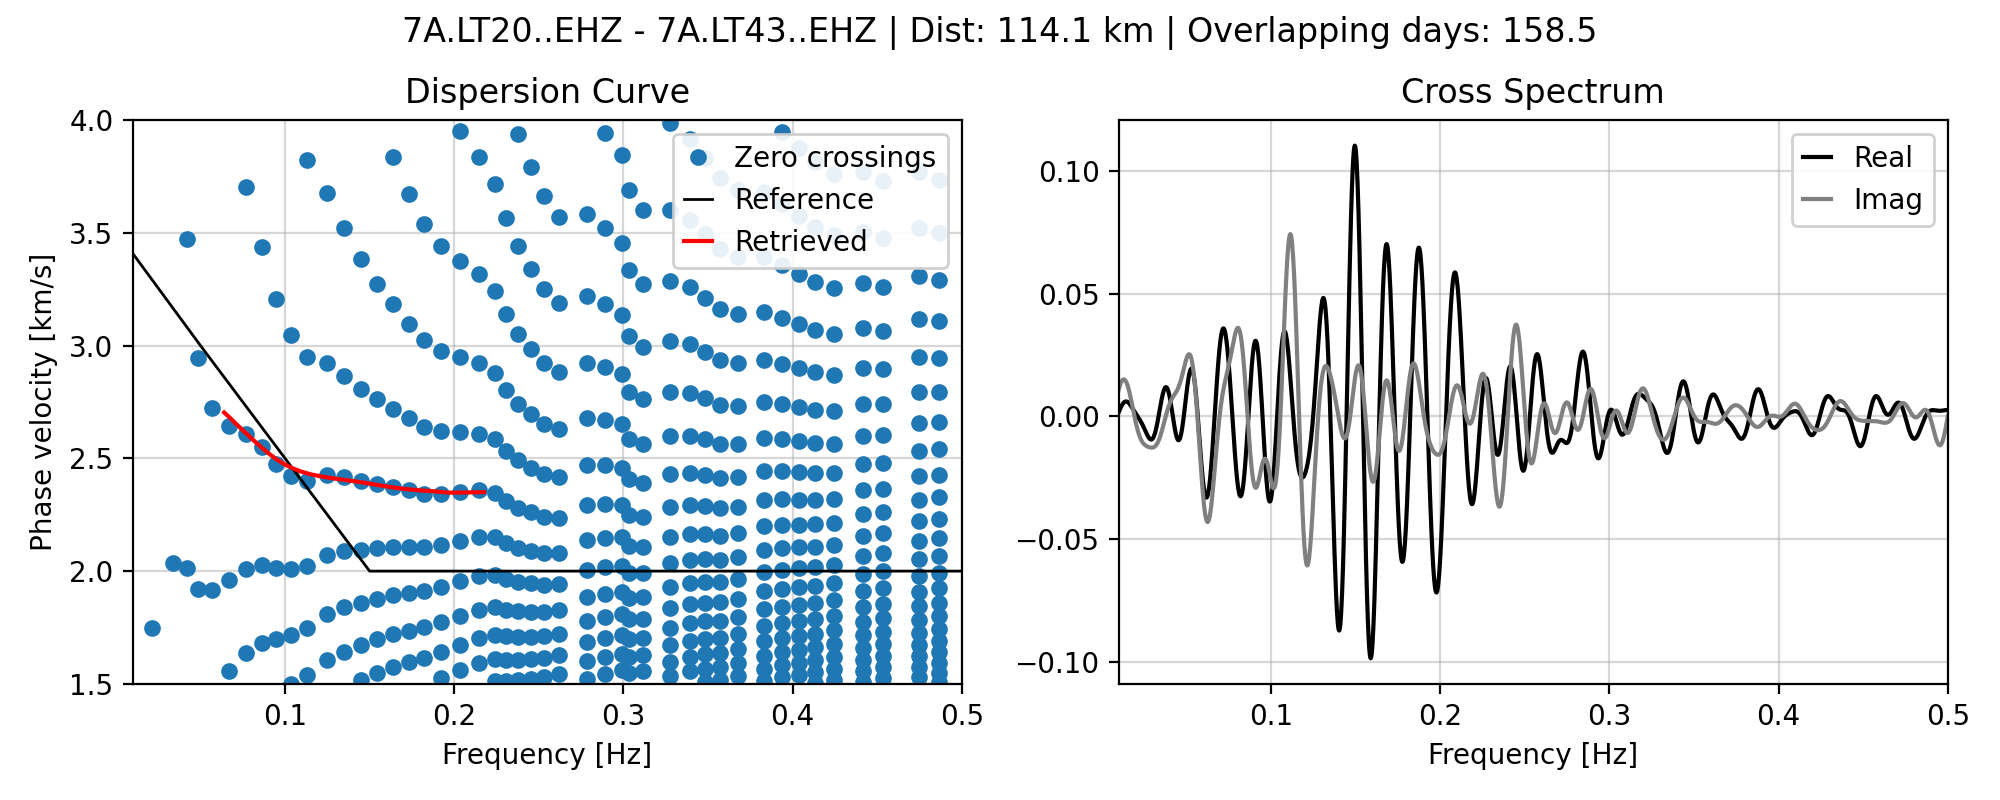 7A.LT20..EHZ - 7A.LT43..EHZ | Dist: 114.1 km | Overlapping days: 158.5
Dispersion Curve
4.0
3.5
3.0
2.5
2.0
1.5
Phase velocity [km/s]
0.1
0.2
0.3
0.4
0.5
Frequency [Hz]
Zero crossings
Reference
Retrieved
Cross Spectrum
0.10
0.05
0.00
−0.05
−0.10
0.1
0.2
0.3
0.4
0.5
Frequency [Hz]
Real
Imag